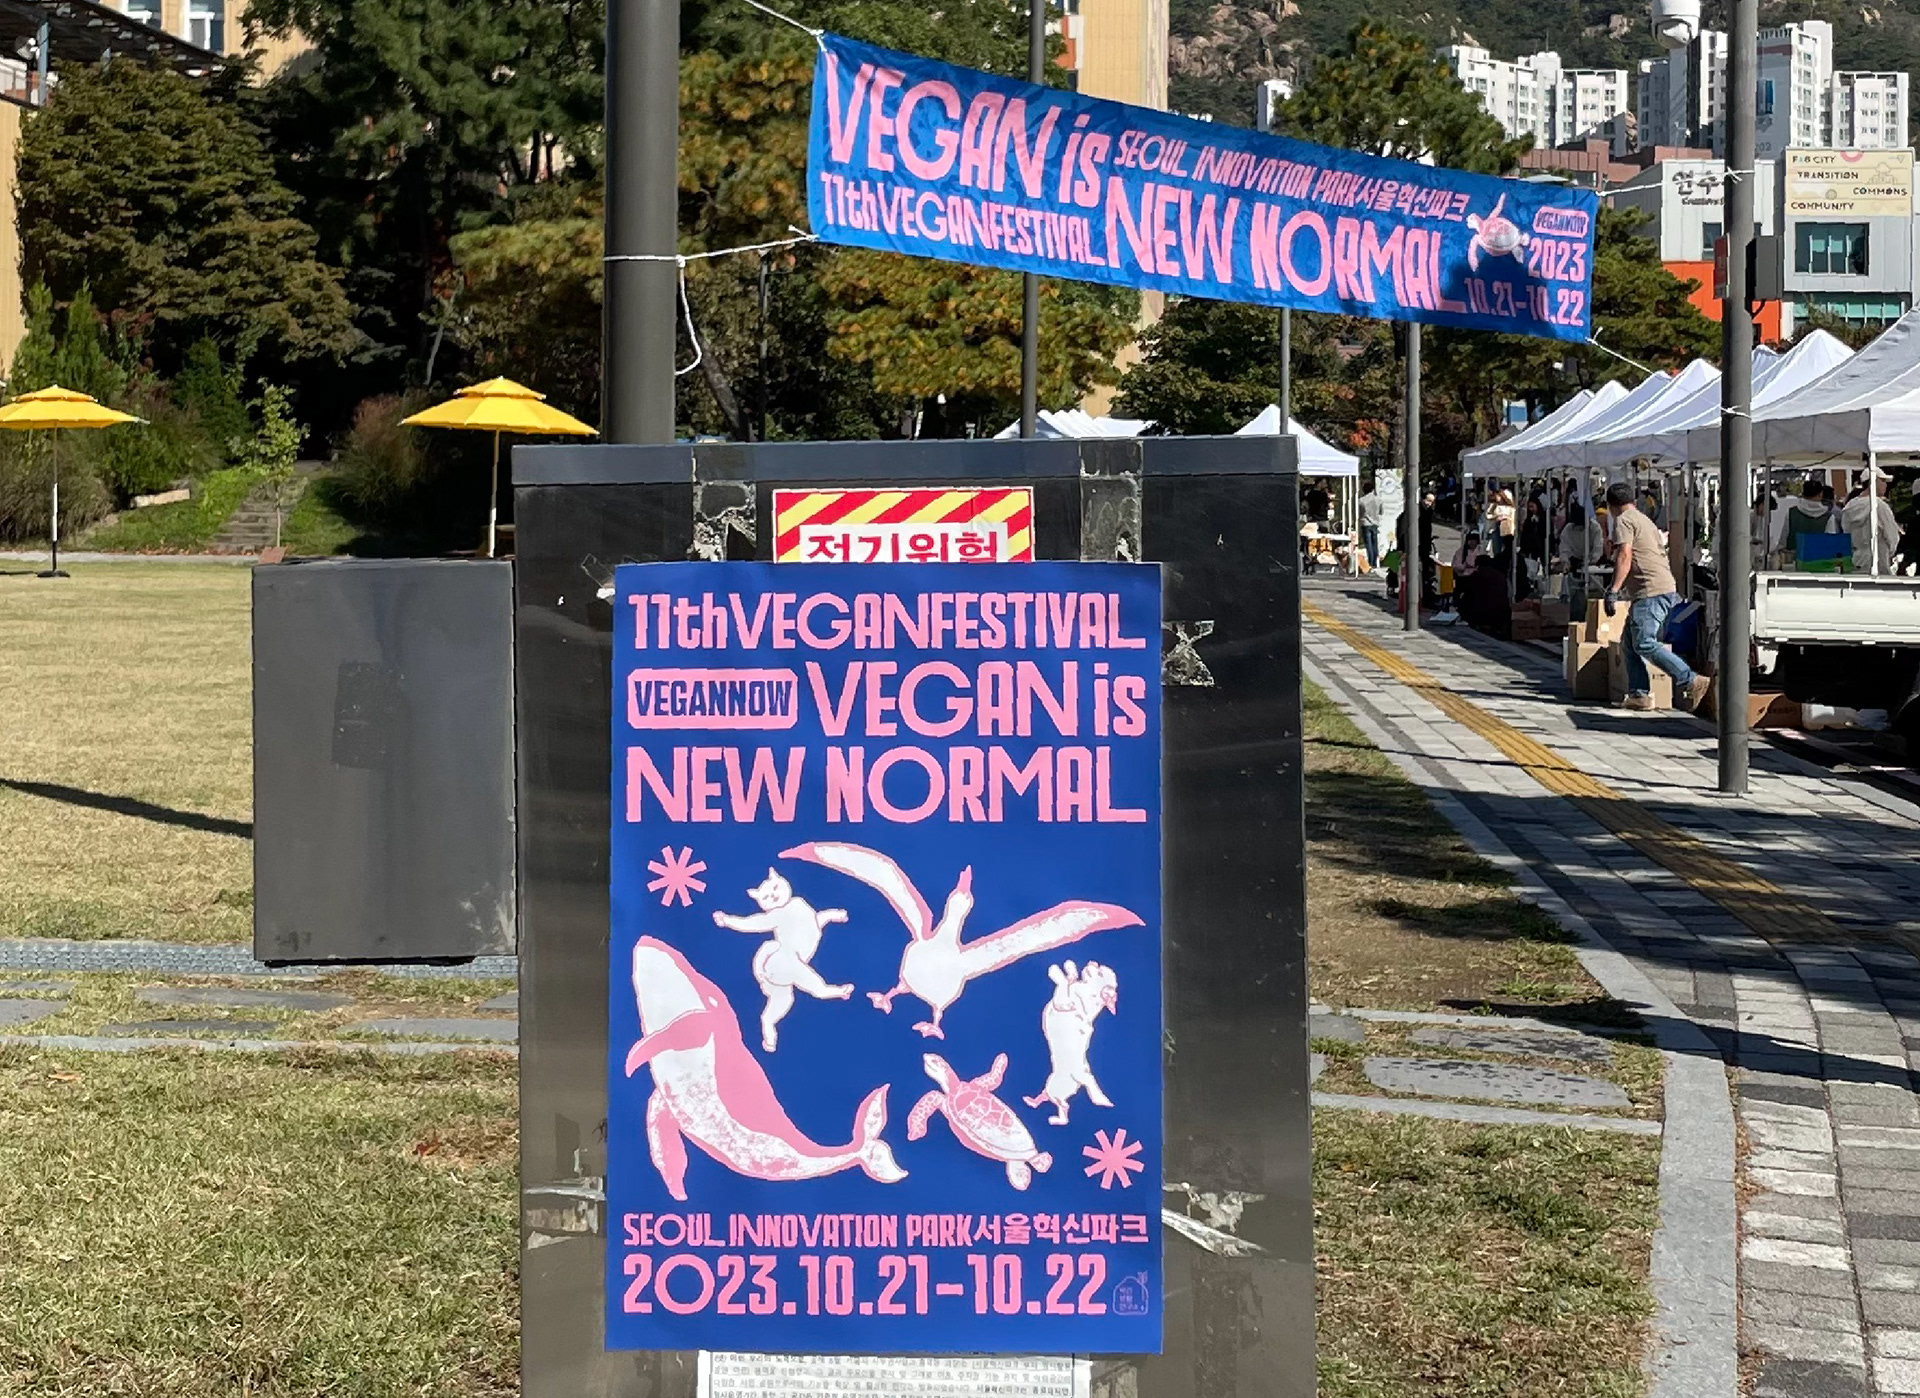 VEGAN is SEOUL INNOVATION PARK서울혁신파크
11thVEGANFESTIVAL NEW NORMAL
VEGANNOW
2023
10.21-10.22
FAB CITY
TRANSITION
COMMONS
COMMUNITY
전기위험
11thVEGANFESTIVAL
VEGANNOW VEGAN is
NEW NORMAL
SEOUL INNOVATION PARK서울혁신파크
2023.10.21-10.22